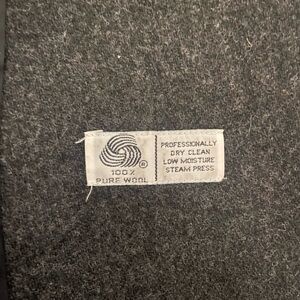 ®
100%
PURE WOOL
PROFESSIONALLY
DRY CLEAN
LOW MOISTURE
STEAM PRESS